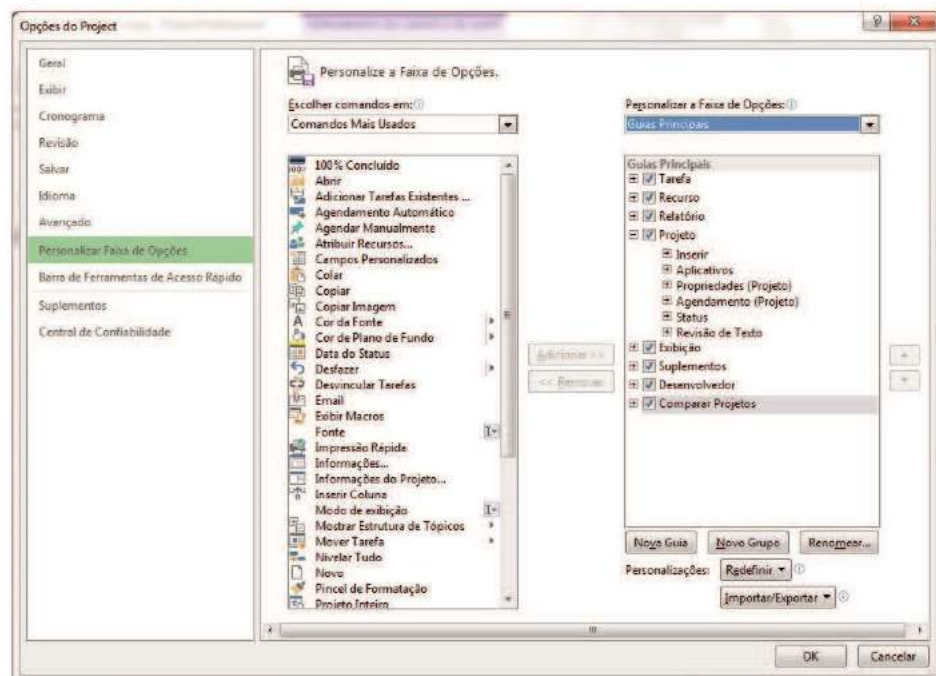 Opções do Project
Geral
Exibir
Cronograma
Revisão
Salvar
Idioma
Avançado
Personalizar Faixa de Opções
Barra de Ferramentas de Acesso Rápido
Suplementos
Central de Confiabilidade
Personalize a Faixa de Opções.
Escolher comandos em:
Comandos Mais Usados
100% Concluído
Abrir
Adicionar Tarefas Existentes ...
Agendamento Automático
Agendar Manualmente
Atribuir Recursos...
Campos Personalizados
Colar
Copiar
Copiar Imagem
Cor da Fonte
Cor de Plano de Fundo
Data do Status
Desfazer
Desvincular Tarefas
Email
Exibir Macros
Fonte
Impressão Rápida
Informações...
Informações do Projeto...
Inserir Coluna
Modo de exibição
Mostrar Estrutura de Tópicos
Mover Tarefa
Nivelar Tudo
Novo
Pincel de Formatação
Projeto Inteiro
Adicionar >>
<< Remover
Personalizar a Faixa de Opções:
Guias Principais
Guias Principais
Tarefa
Recurso
Relatório
Projeto
Inserir
Aplicativos
Propriedades (Projeto)
Agendamento (Projeto)
Status
Revisão de Texto
Exibição
Suplementos
Desenvolvedor
Comparar Projetos
Nova Guia
Novo Grupo
Renomear...
Personalizações:
Redefinir
Importar/Exportar
OK
Cancelar